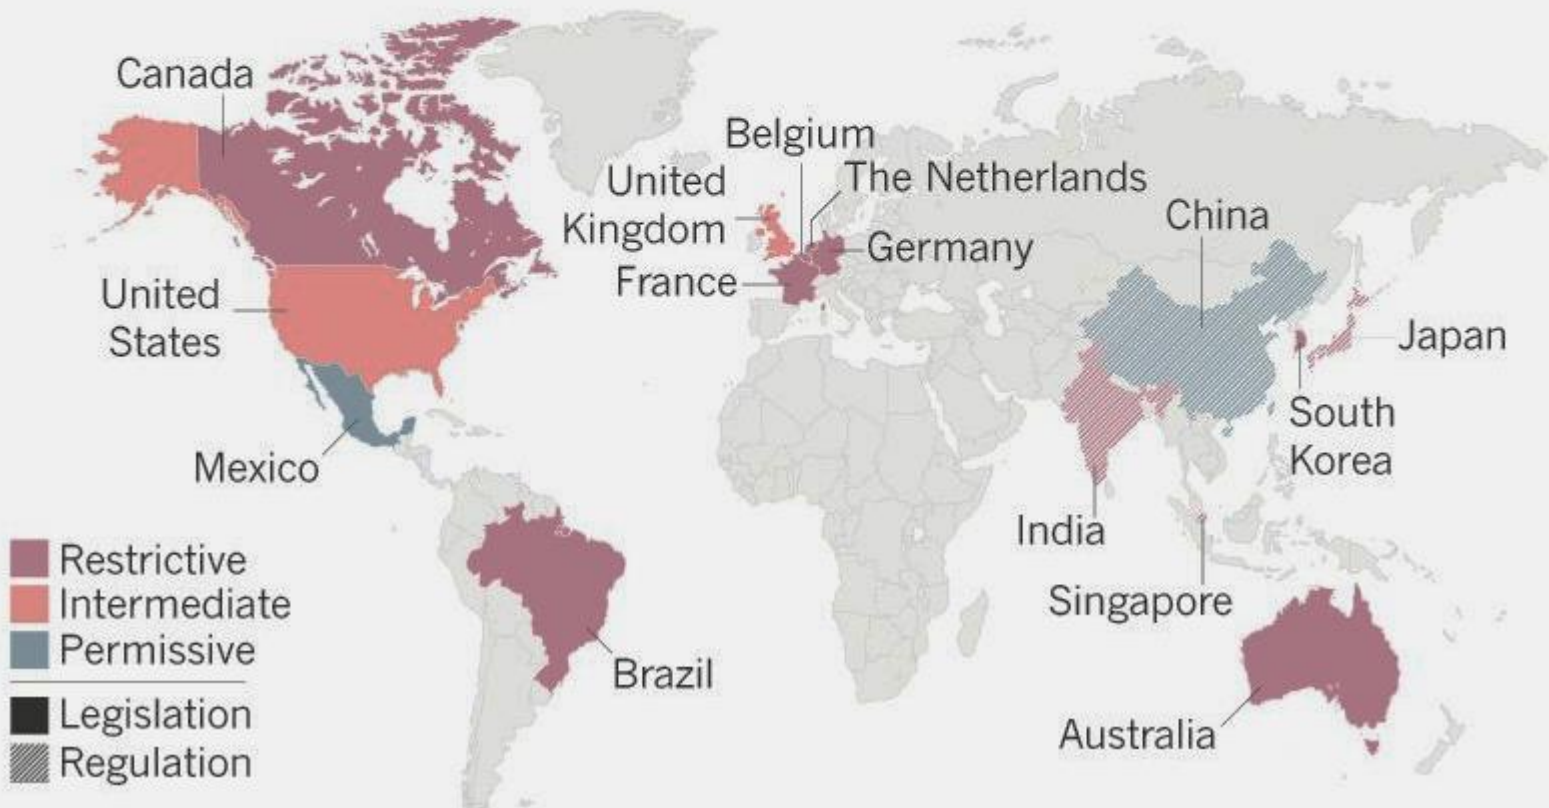 Canada
Belgium
United
Kingdom
The Netherlands
China
Germany
France
United
States
Japan
South
Korea
Mexico
India
Singapore
Restrictive
Intermediate
Permissive
Brazil
Legislation
Regulation
Australia